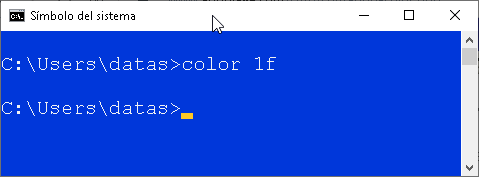 Símbolo del sistema
C:\Users\datas>color 1f
C:\Users\datas>